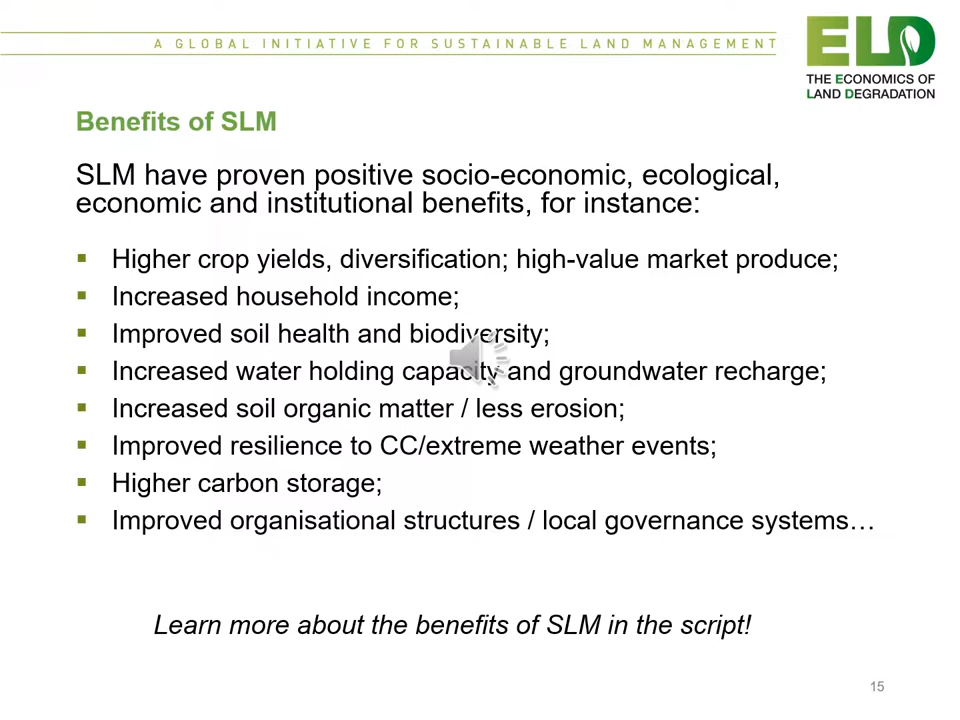 A GLOBAL INITIATIVE FOR SUSTAINABLE LAND MANAGEMENT
ELD
THE ECONOMICS OF
LAND DEGRADATION
Benefits of SLM
SLM have proven positive socio-economic, ecological,
economic and institutional benefits, for instance:
▪ Higher crop yields, diversification; high-value market produce;
▪ Increased household income;
▪ Improved soil health and biodiversity;
▪ Increased water holding capacity and groundwater recharge;
▪ Increased soil organic matter / less erosion;
▪ Improved resilience to CC/extreme weather events;
▪ Higher carbon storage;
▪ Improved organisational structures / local governance systems…
Learn more about the benefits of SLM in the script!
15